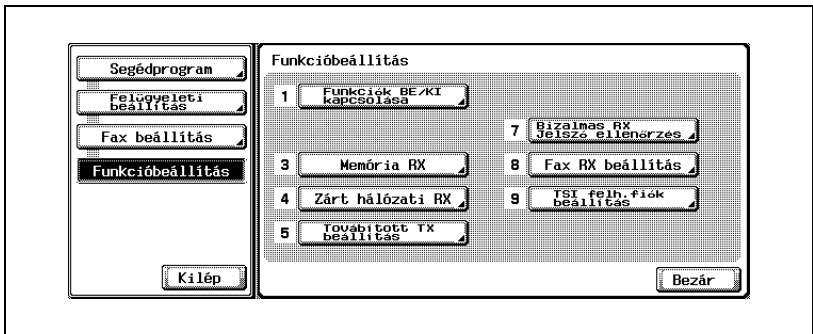 Segédprogram
Felügyeleti
beállítás
Fax beállítás
Funkcióbeállítás
Kilép
Funkcióbeállítás
1 Funkciók BE/KI
kapcsolása
3 Memória RX
4 Zárt hálózati RX
5 Továbított TX
beállítás
7 Bizalmas RX
Jelszó ellenőrzés
8 Fax RX beállítás
9 TSI felh.fiók
beállítás
Bezár